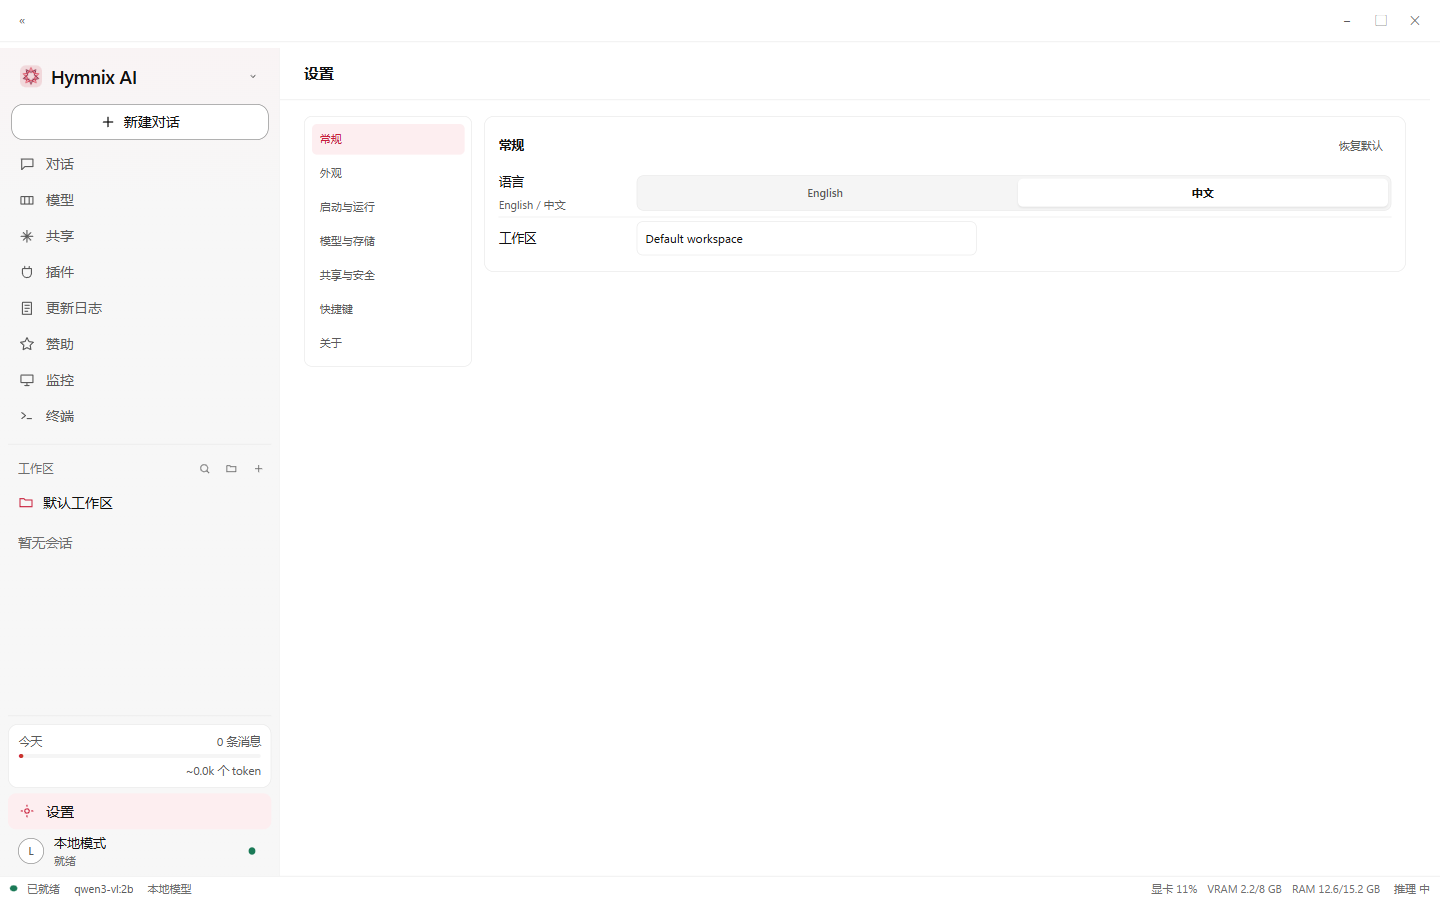 «
Hymnix AI
新建对话
对话
模型
共享
插件
更新日志
赞助
监控
终端
工作区
默认工作区
暂无会话
今天 0 条消息
~0.0k 个 token
设置
L 本地模式
就绪
设置
常规
外观
启动与运行
模型与存储
共享与安全
快捷键
关于
常规 恢复默认
语言
English / 中文
English 中文
工作区 Default workspace
已就绪 qwen3-vl:2b 本地模型 显卡 11% VRAM 2.2/8 GB RAM 12.6/15.2 GB 推理 中